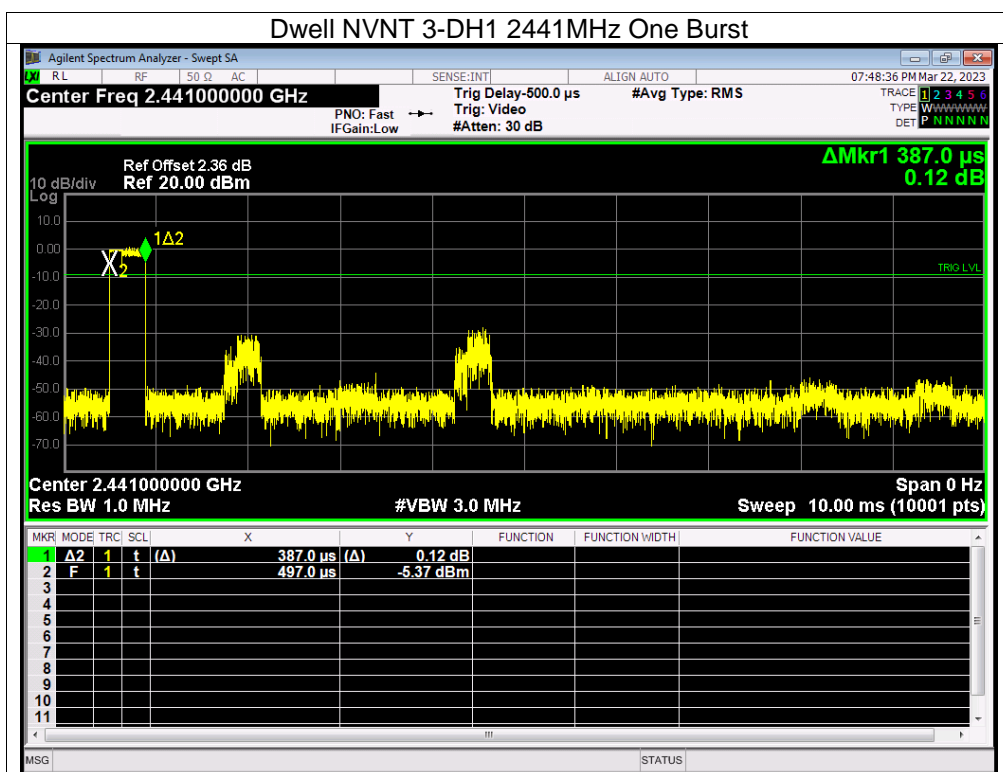 Dwell NVNT 3-DH1 2441MHz One Burst
Agilent Spectrum Analyzer - Swept SA
LXI RL RF 50 Ω AC SENSE:INT ALIGN AUTO 07:48:36 PM Mar 22, 2023
Center Freq 2.441000000 GHz Trig Delay-500.0 µs #Avg Type: RMS TRACE 1 2 3 4 5 6
PNO: Fast Trig: Video TYPE WWWWWW
IFGain:Low #Atten: 30 dB DET P N N N N N
ΔMkr1 387.0 µs
0.12 dB
Ref Offset 2.36 dB
10 dB/div Ref 20.00 dBm
Log
10.0
0.00
-10.0
-20.0
-30.0
-40.0
-50.0
-60.0
-70.0
1Δ2
X2
TRIG LVL
Center 2.441000000 GHz Span 0 Hz
Res BW 1.0 MHz #VBW 3.0 MHz Sweep 10.00 ms (10001 pts)
MKR MODE TRC SCL X Y FUNCTION FUNCTION WIDTH FUNCTION VALUE
1 Δ2 1 t (Δ) 387.0 µs (Δ) 0.12 dB
2 F 1 t 497.0 µs -5.37 dBm
3
4
5
6
7
8
9
10
11
MSG STATUS